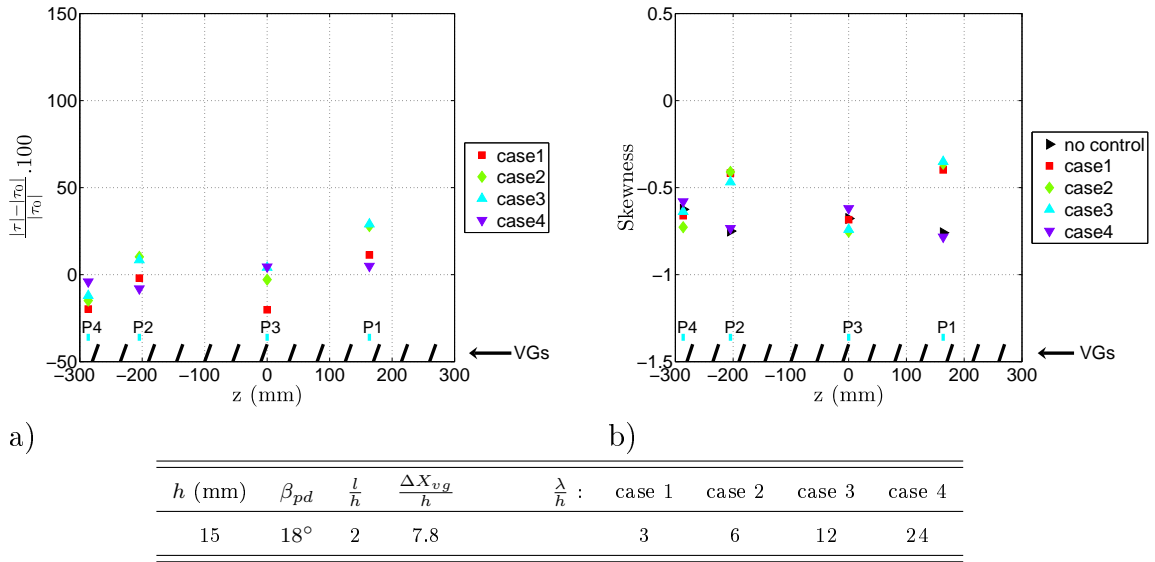 150
100
50
0
−50
−300 −200 −100 0 100 200 300
z (mm)
|τ|−|τ₀| / |τ₀| .100
P4 P2 P3 P1
VGs
case1
case2
case3
case4
a)
0.5
0
−0.5
−1
−1.5
−300 −200 −100 0 100 200 300
z (mm)
Skewness
P4 P2 P3 P1
VGs
no control
case1
case2
case3
case4
b)
h (mm) β_pd l/h ΔX_vg/h λ/h : case 1 case 2 case 3 case 4
15 18° 2 7.8 3 6 12 24